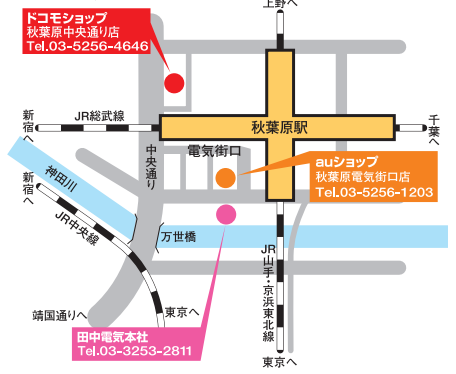 上野へ
ドコモショップ
秋葉原中央通り店
Tel.03-5256-4646
新宿へ
JR総武線
秋葉原駅
千葉へ
中央通り
電気街口
auショップ
秋葉原電気街口店
Tel.03-5256-1203
神田川
新宿へ
JR中央線
万世橋
JR山手・京浜東北線
靖国通りへ
東京へ
田中電気本社
Tel.03-3253-2811
東京へ